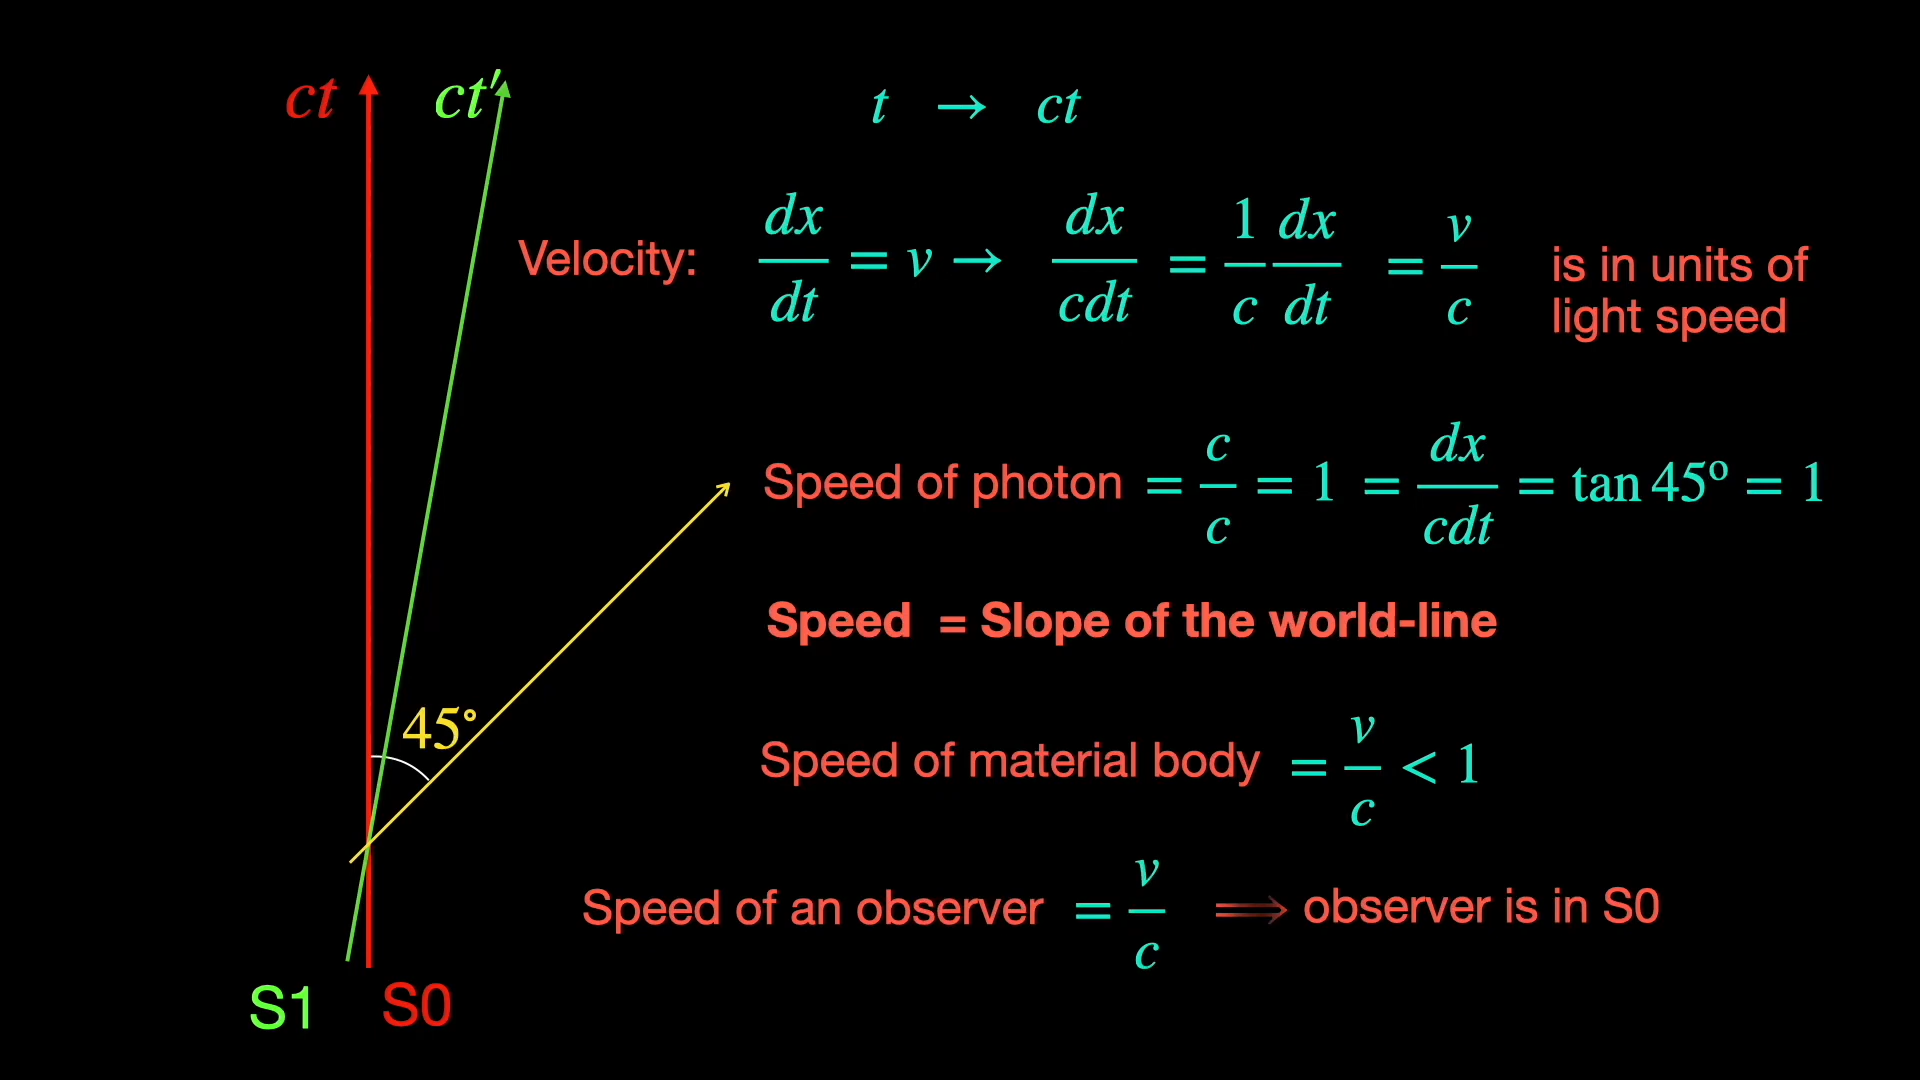 ct ct′ t → ct
Velocity: dx/dt = v → dx/cdt = 1/c dx/dt = v/c is in units of
light speed
Speed of photon = c/c = 1 = dx/cdt = tan 45° = 1
Speed = Slope of the world-line
45°
Speed of material body = v/c < 1
Speed of an observer = v/c ⟹ observer is in S0
S1 S0